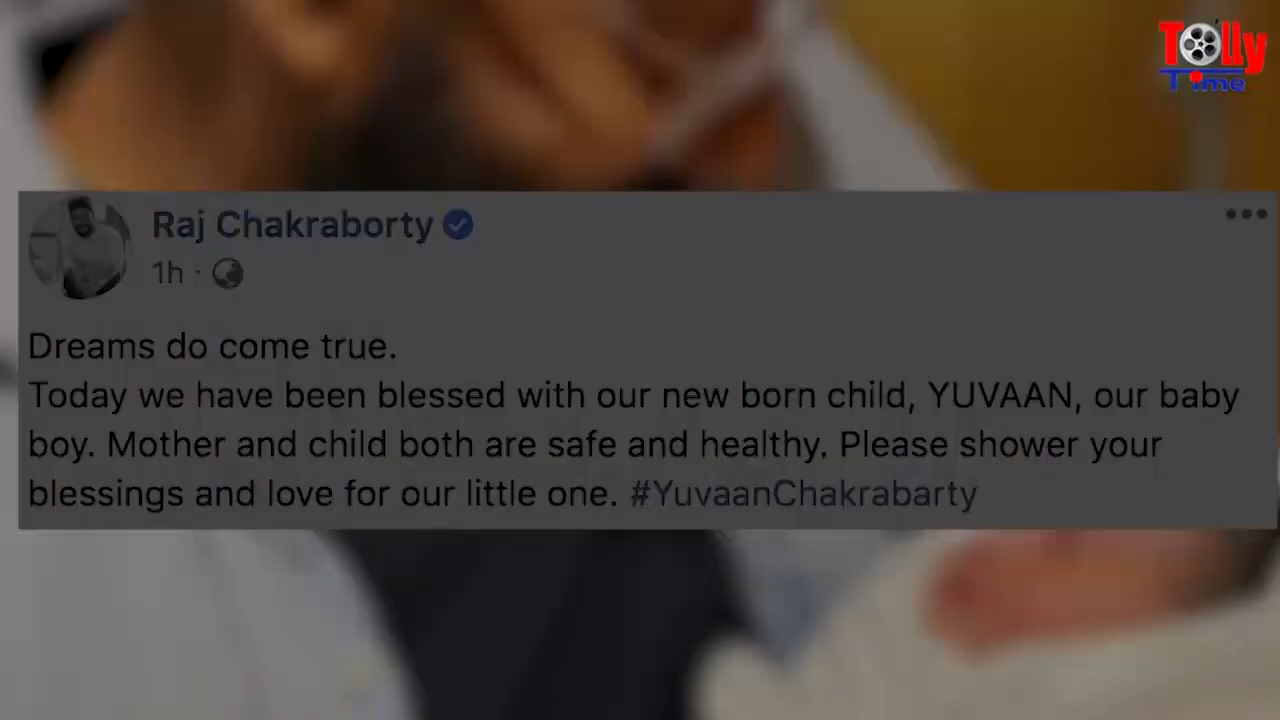 Tolly
Time
Raj Chakraborty
1h ·
Dreams do come true.
Today we have been blessed with our new born child, YUVAAN, our baby
boy. Mother and child both are safe and healthy. Please shower your
blessings and love for our little one. #YuvaanChakrabarty